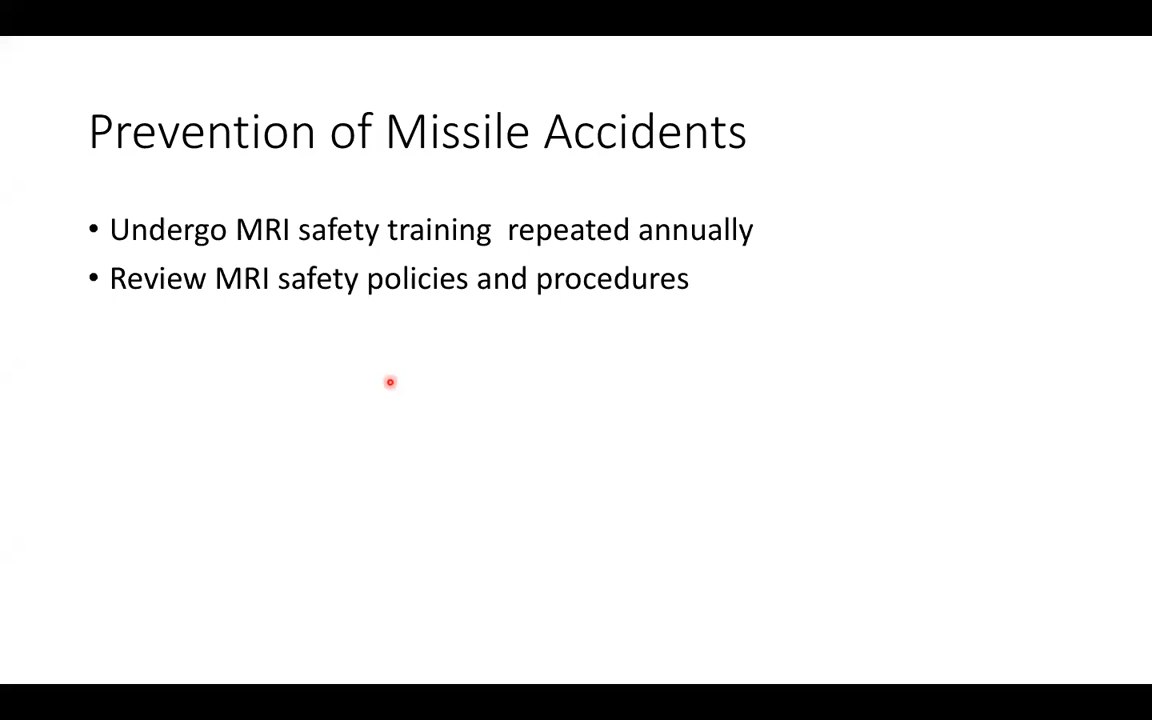 Prevention of Missile Accidents
• Undergo MRI safety training  repeated annually
• Review MRI safety policies and procedures